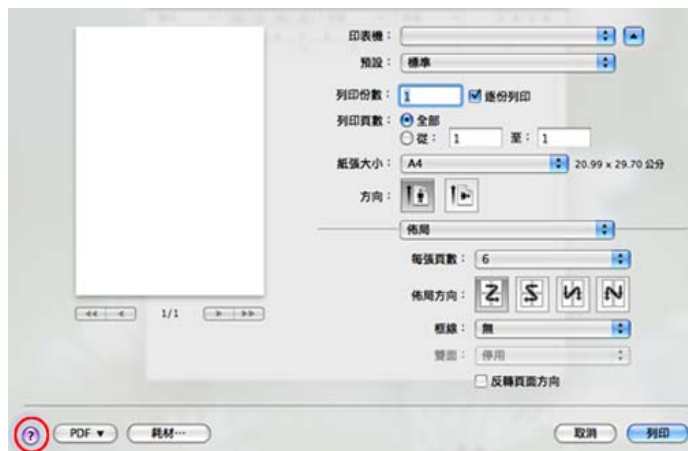 印表機：
預設： 標準
列印份數： 1 逐份列印
列印頁數： 全部
從： 1 至： 1
紙張大小： A4 20.99 x 29.70 公分
方向：
佈局
每張頁數： 6
佈局方向：
框線： 無
雙面： 停用
反轉頁面方向
1/1
? PDF ▼ 耗材⋯ 取消 列印